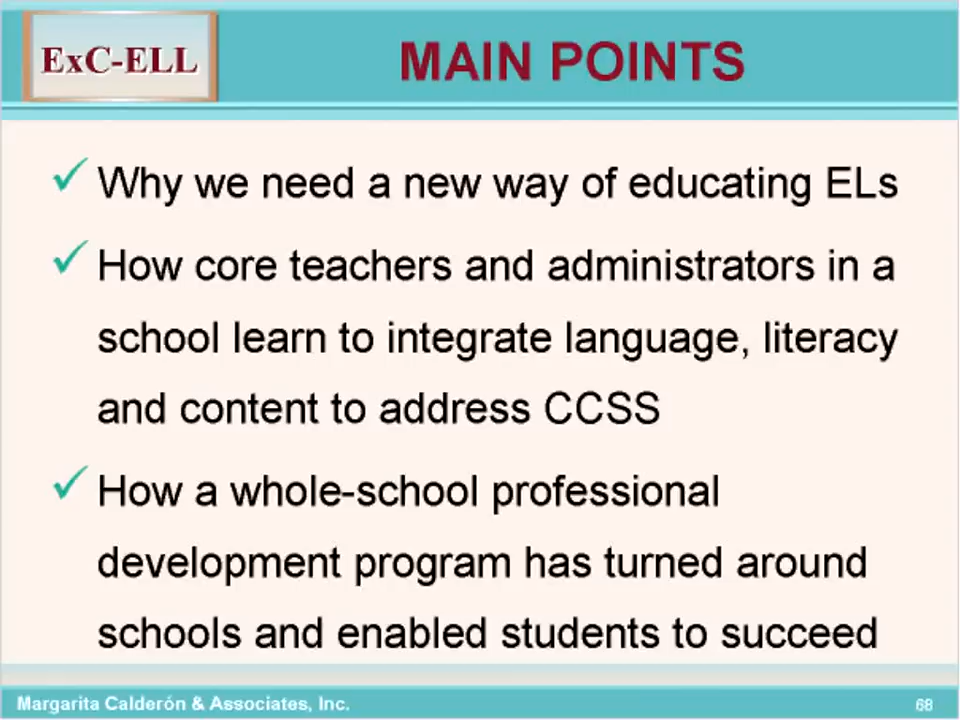 ExC-ELL
MAIN POINTS
✓ Why we need a new way of educating ELs
✓ How core teachers and administrators in a
school learn to integrate language, literacy
and content to address CCSS
✓ How a whole-school professional
development program has turned around
schools and enabled students to succeed
Margarita Calderón & Associates, Inc.
68